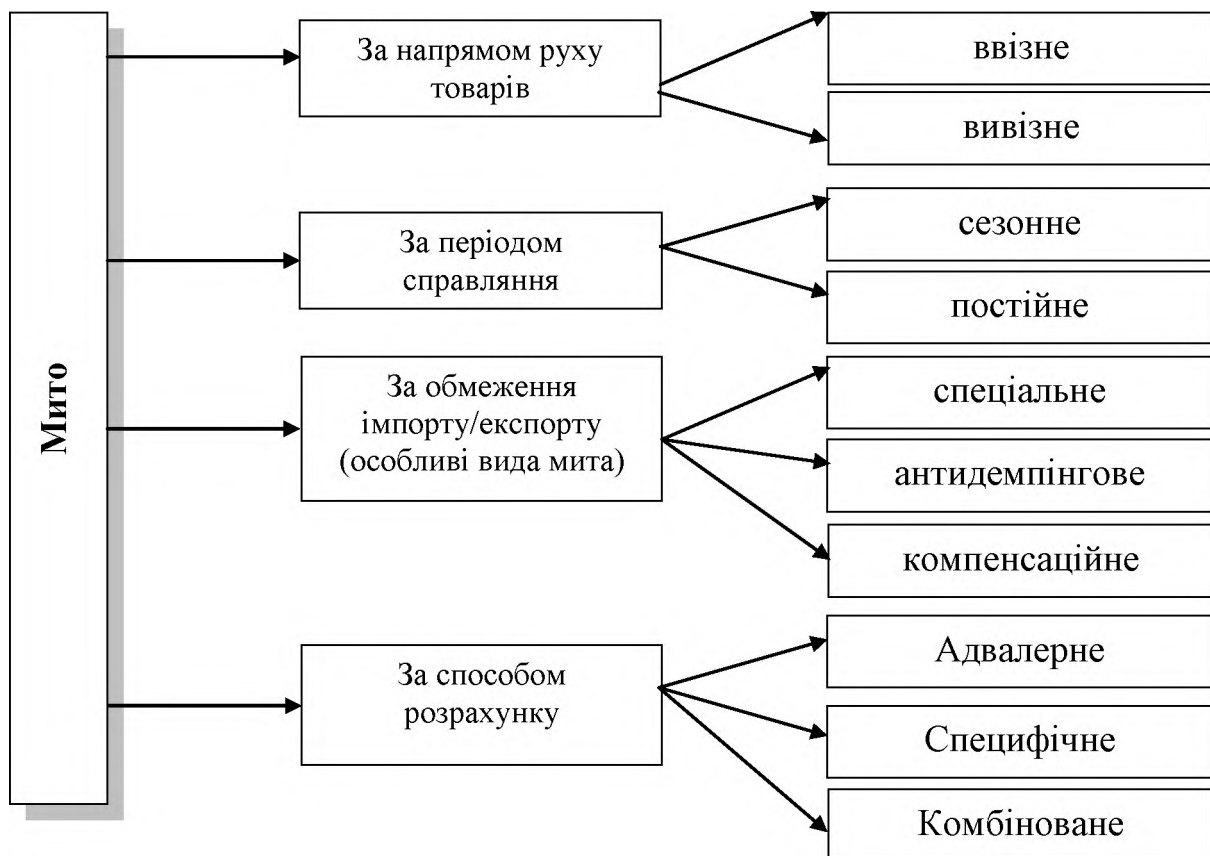 Мито
За напрямом руху
товарів
ввізне
вивізне
За періодом
справляння
сезонне
постійне
За обмеження
імпорту/експорту
(особливі вида мита)
спеціальне
антидемпінгове
компенсаційне
За способом
розрахунку
Адвалерне
Специфічне
Комбіноване